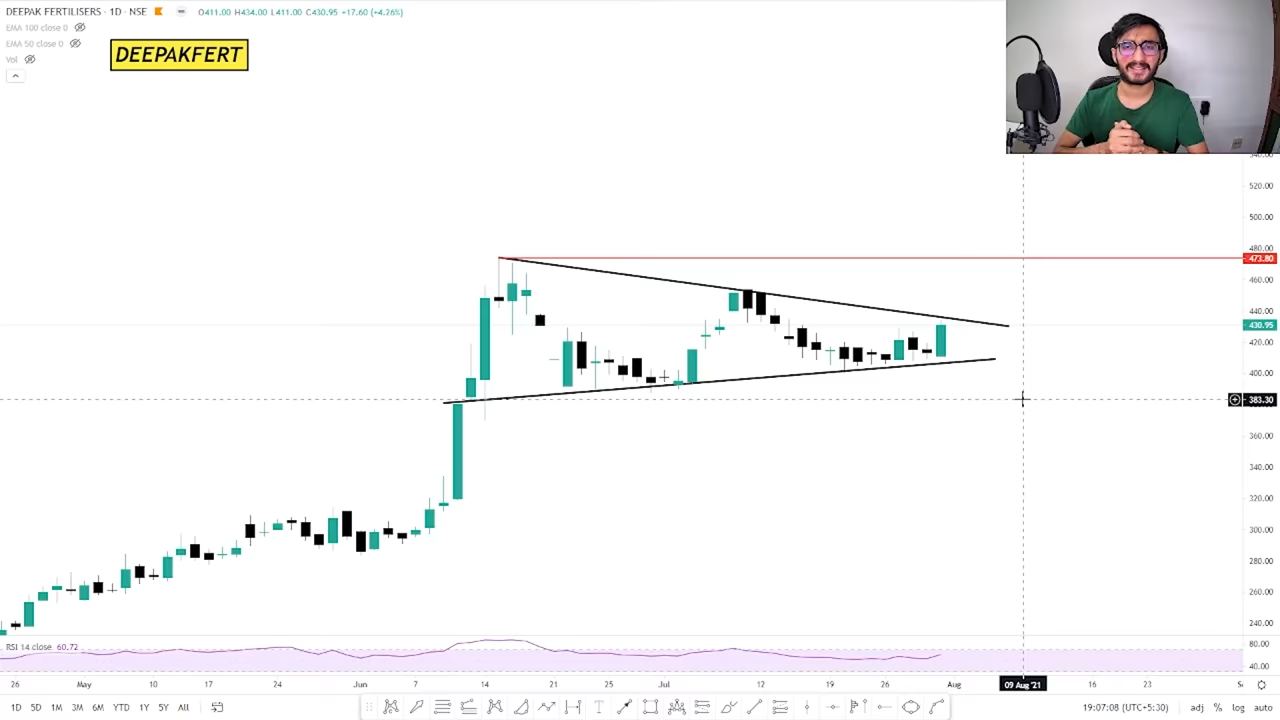 DEEPAK FERTILISERS · 1D · NSE O411.00 H434.00 L411.00 C430.95 +17.60 (+4.26%)
EMA 100 close 0
EMA 50 close 0
Vol
DEEPAKFERT
520.00
500.00
480.00
473.80
460.00
440.00
430.95
420.00
400.00
383.30
360.00
340.00
320.00
300.00
280.00
260.00
240.00
RSI 14 close 60.72
80.00
40.00
26 May 10 17 24 Jun 7 14 21 25 Jul 12 19 26 Aug 09 Aug '21 16 23
1D 5D 1M 3M 6M YTD 1Y 5Y All
19:07:08 (UTC+5:30) adj % log auto